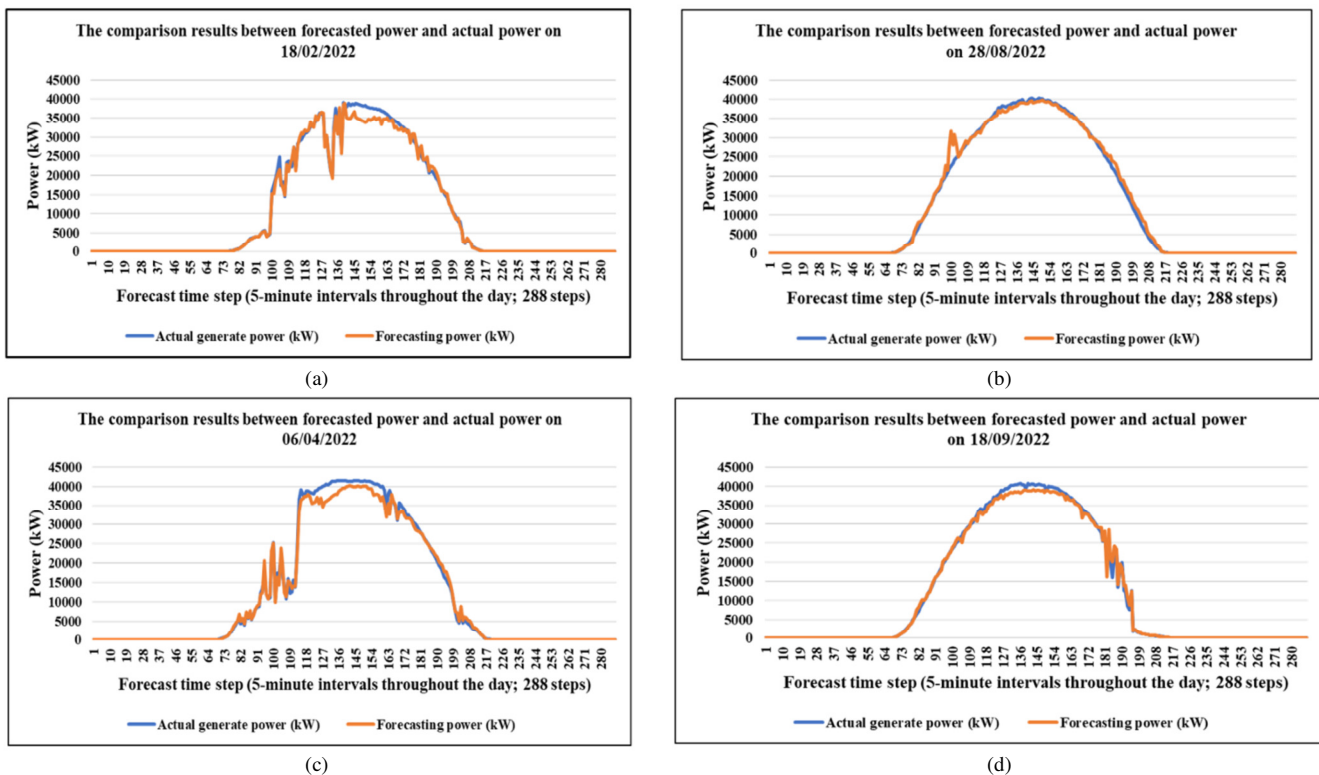 The comparison results between forecasted power and actual power on
18/02/2022
Power (kW)
45000
40000
35000
30000
25000
20000
15000
10000
5000
0
1 10 19 28 37 46 55 64 73 82 91 100 109 118 127 136 145 154 163 172 181 190 199 208 217 226 235 244 253 262 271 280
Forecast time step (5-minute intervals throughout the day; 288 steps)
Actual generate power (kW) Forecasting power (kW)
(a)
The comparison results between forecasted power and actual power
on 28/08/2022
Power (kW)
45000
40000
35000
30000
25000
20000
15000
10000
5000
0
1 10 19 28 37 46 55 64 73 82 91 100 109 118 127 136 145 154 163 172 181 190 199 208 217 226 235 244 253 262 271 280
Forecast time step (5-minute intervals throughout the day; 288 steps)
Actual generate power (kW) Forecasting power (kW)
(b)
The comparison results between forecasted power and actual power on
06/04/2022
Power (kW)
45000
40000
35000
30000
25000
20000
15000
10000
5000
0
1 10 19 28 37 46 55 64 73 82 91 100 109 118 127 136 145 154 163 172 181 190 199 208 217 226 235 244 253 262 271 280
Forecast time step (5-minute intervals throughout the day; 288 steps)
Actual generate power (kW) Forecasting power (kW)
(c)
The comparison results between forecasted power and actual power
on 18/09/2022
Power (kW)
45000
40000
35000
30000
25000
20000
15000
10000
5000
0
1 10 19 28 37 46 55 64 73 82 91 100 109 118 127 136 145 154 163 172 181 190 199 208 217 226 235 244 253 262 271 280
Forecast time step (5-minute intervals throughout the day; 288 steps)
Actual generate power (kW) Forecasting power (kW)
(d)